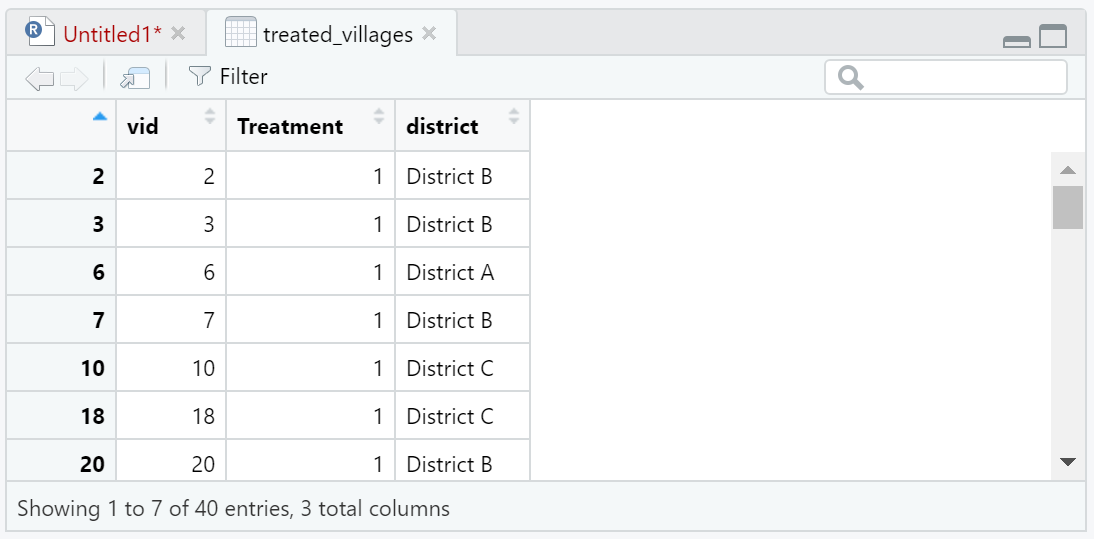 R Untitled1* treated_villages
Filter
vid Treatment district
2 2 1 District B
3 3 1 District B
6 6 1 District A
7 7 1 District B
10 10 1 District C
18 18 1 District C
20 20 1 District B
Showing 1 to 7 of 40 entries, 3 total columns